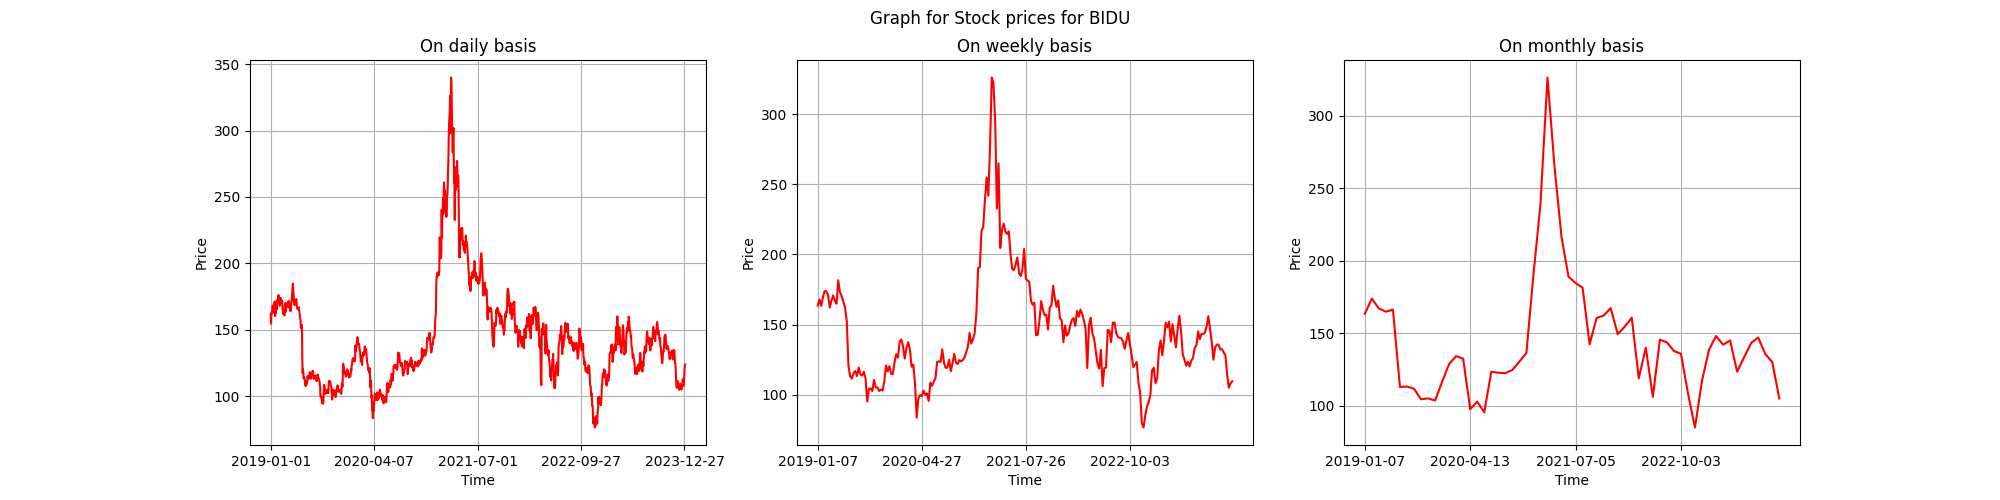 Graph for Stock prices for BIDU
On daily basis
350
300
250
200
150
100
Price
2019-01-01 2020-04-07 2021-07-01 2022-09-27 2023-12-27
Time
On weekly basis
300
250
200
150
100
Price
2019-01-07 2020-04-27 2021-07-26 2022-10-03
Time
On monthly basis
300
250
200
150
100
Price
2019-01-07 2020-04-13 2021-07-05 2022-10-03
Time